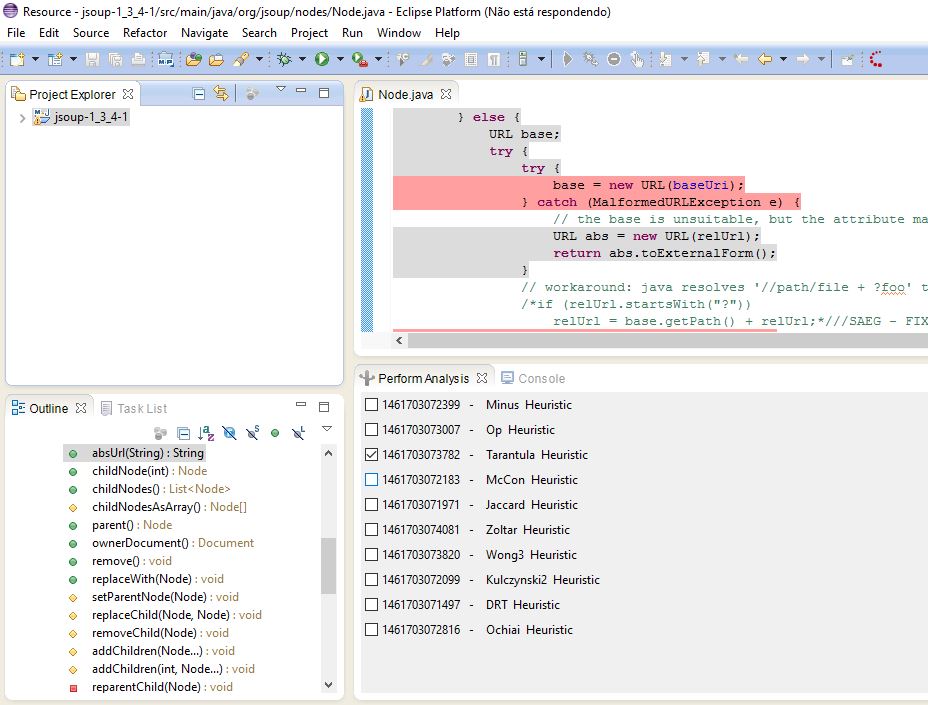 Resource - jsoup-1_3_4-1/src/main/java/org/jsoup/nodes/Node.java - Eclipse Platform (Não está respondendo)
File Edit Source Refactor Navigate Search Project Run Window Help
Project Explorer
jsoup-1_3_4-1
Node.java
} else {
URL base;
try {
try {
base = new URL(baseUri);
} catch (MalformedURLException e) {
// the base is unsuitable, but the attribute ma
URL abs = new URL(relUrl);
return abs.toExternalForm();
}
// workaround: java resolves '//path/file + ?foo' t
/*if (relUrl.startsWith("?"))
relUrl = base.getPath() + relUrl;*///SAEG - FIX
Outline Task List
absUrl(String) : String
childNode(int) : Node
childNodes() : List<Node>
childNodesAsArray() : Node[]
parent() : Node
ownerDocument() : Document
remove() : void
replaceWith(Node) : void
setParentNode(Node) : void
replaceChild(Node, Node) : void
removeChild(Node) : void
addChildren(Node...) : void
addChildren(int, Node...) : void
reparentChild(Node) : void
Perform Analysis Console
1461703072399 - Minus Heuristic
1461703073007 - Op Heuristic
1461703073782 - Tarantula Heuristic
1461703072183 - McCon Heuristic
1461703071971 - Jaccard Heuristic
1461703074081 - Zoltar Heuristic
1461703073820 - Wong3 Heuristic
1461703072099 - Kulczynski2 Heuristic
1461703071497 - DRT Heuristic
1461703072816 - Ochiai Heuristic